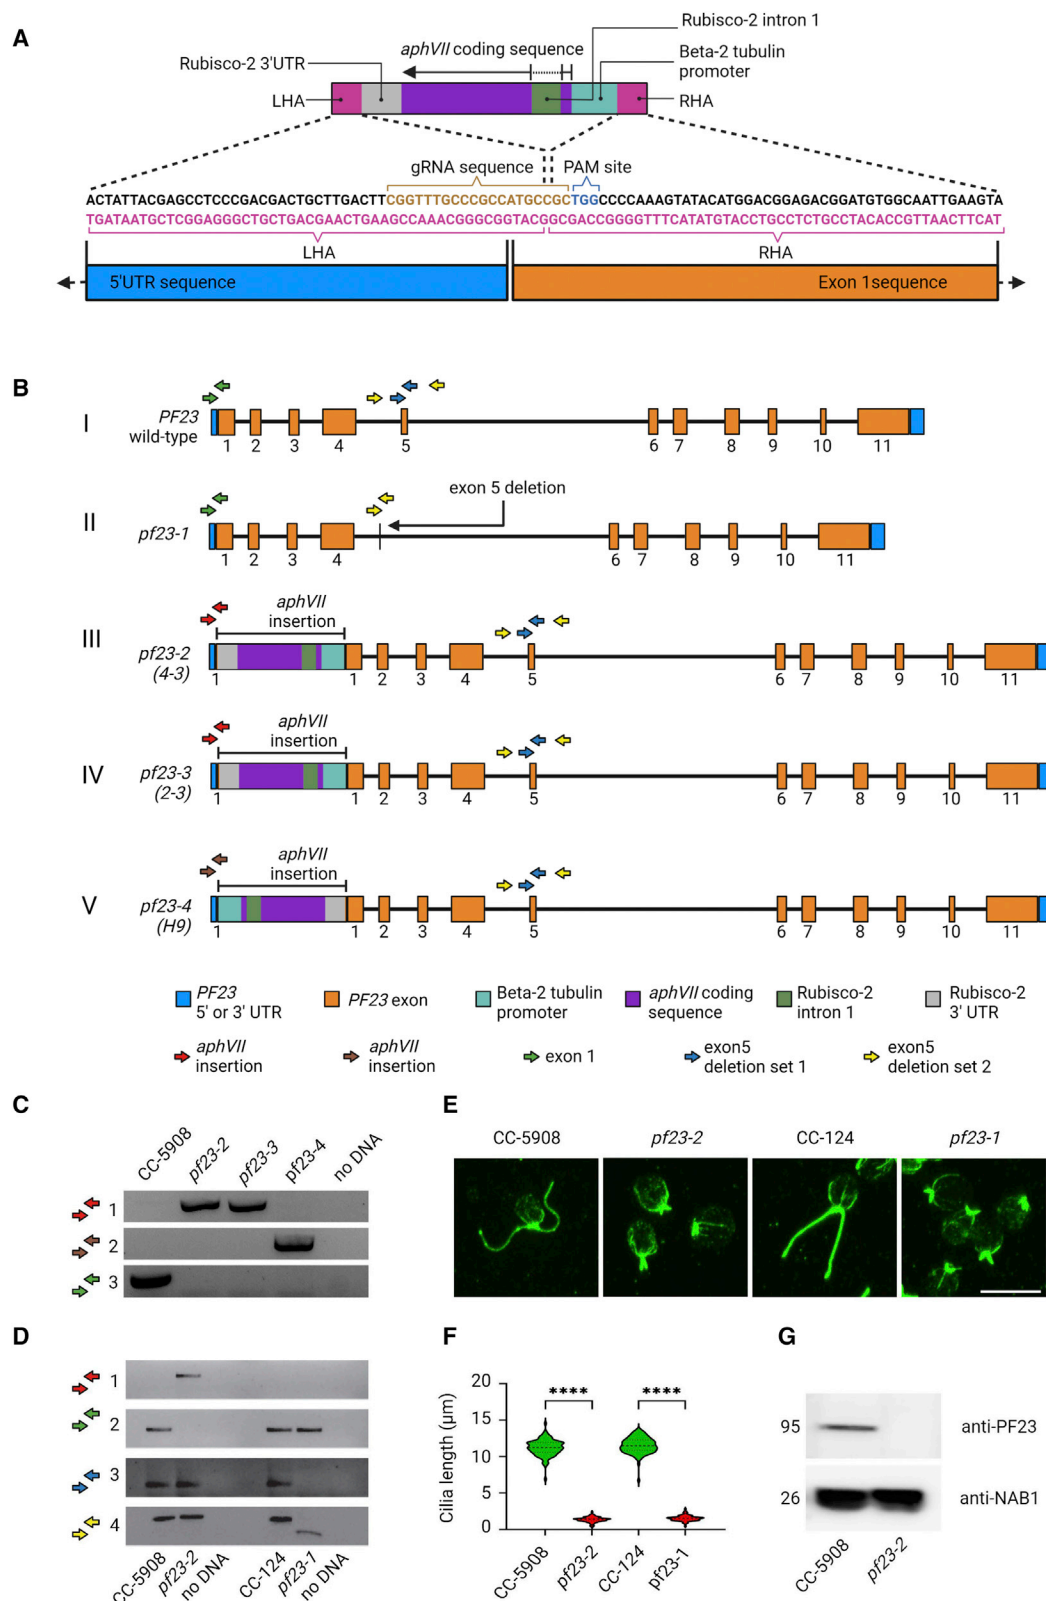 A
Rubisco-2 intron 1
aphVII coding sequence
Beta-2 tubulin
promoter
Rubisco-2 3'UTR
LHA
RHA
gRNA sequence
PAM site
ACTATTACGAGCCTCCCGACGACTGCTTGACTTCGGTTTGCCCGCCATGCCGCTGGCCCCAAAGTATACATGGACGGAGACGGATGTGGCAATTGAAGTA
TGATAATGCTCGGAGGGCTGCTGACGAACTGAAGCCAAACGGGCGGTACGGCGACCGGGGTTTCATATGTACCTGCCTCTGCCTACACCGTTAACTTCAT
LHA
RHA
5'UTR sequence
Exon 1sequence
B
I
PF23
wild-type
1 2 3 4 5 6 7 8 9 10 11
II
exon 5 deletion
pf23-1
1 2 3 4 6 7 8 9 10 11
III
aphVII
insertion
pf23-2
(4-3)
1 1 2 3 4 5 6 7 8 9 10 11
IV
aphVII
insertion
pf23-3
(2-3)
1 1 2 3 4 5 6 7 8 9 10 11
V
aphVII
insertion
pf23-4
(H9)
1 1 2 3 4 5 6 7 8 9 10 11
PF23
5' or 3' UTR
PF23 exon
Beta-2 tubulin
promoter
aphVII coding
sequence
Rubisco-2
intron 1
Rubisco-2
3' UTR
aphVII
insertion
aphVII
insertion
exon 1
exon5
deletion set 1
exon5
deletion set 2
C
CC-5908
pf23-2
pf23-3
pf23-4
no DNA
1
2
3
E
CC-5908
pf23-2
CC-124
pf23-1
D
1
2
3
4
CC-5908
pf23-2
no DNA
CC-124
pf23-1
no DNA
F
Cilia length (µm)
20
15
10
5
0
****
****
CC-5908
pf23-2
CC-124
pf23-1
G
95
anti-PF23
26
anti-NAB1
CC-5908
pf23-2